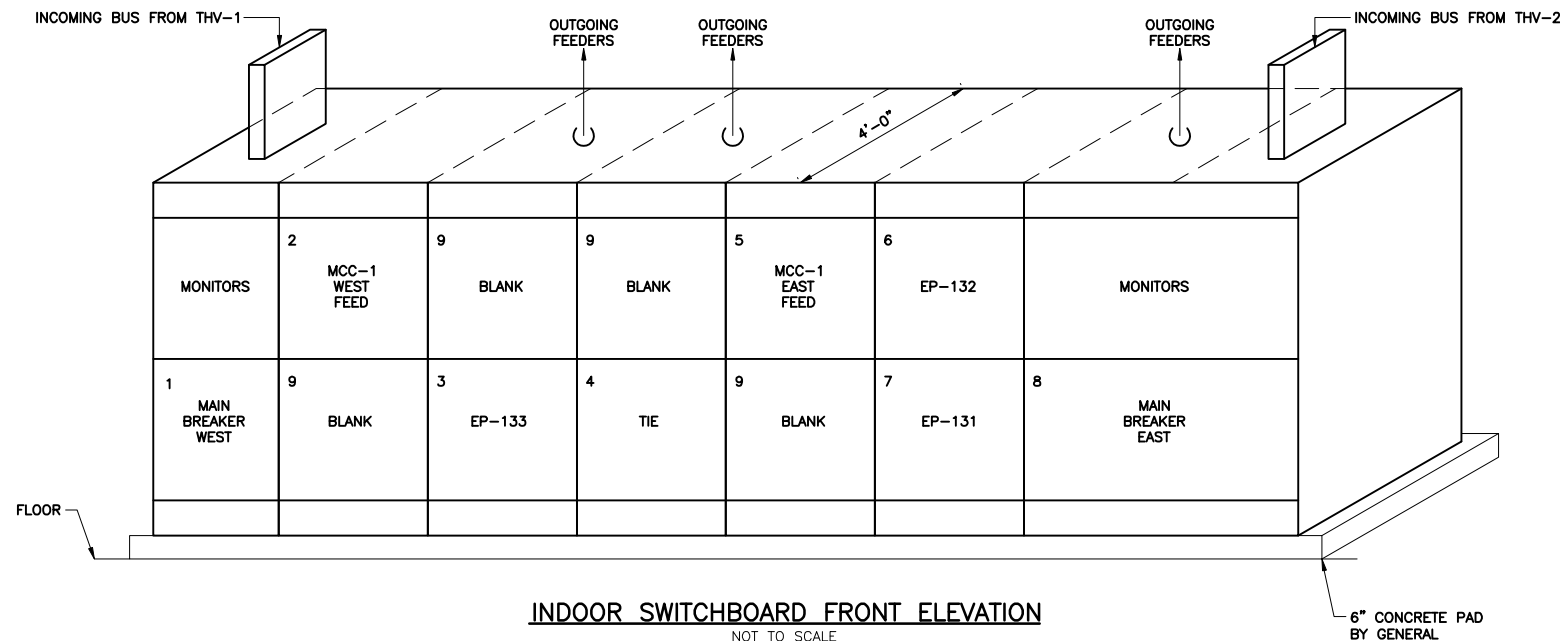 INCOMING BUS FROM THV-1
OUTGOING
FEEDERS
OUTGOING
FEEDERS
OUTGOING
FEEDERS
INCOMING BUS FROM THV-2
4'-0"
MONITORS
2
MCC-1
WEST
FEED
9
BLANK
9
BLANK
5
MCC-1
EAST
FEED
6
EP-132
MONITORS
1
MAIN
BREAKER
WEST
9
BLANK
3
EP-133
4
TIE
9
BLANK
7
EP-131
8
MAIN
BREAKER
EAST
FLOOR
INDOOR SWITCHBOARD FRONT ELEVATION
NOT TO SCALE
6" CONCRETE PAD
BY GENERAL